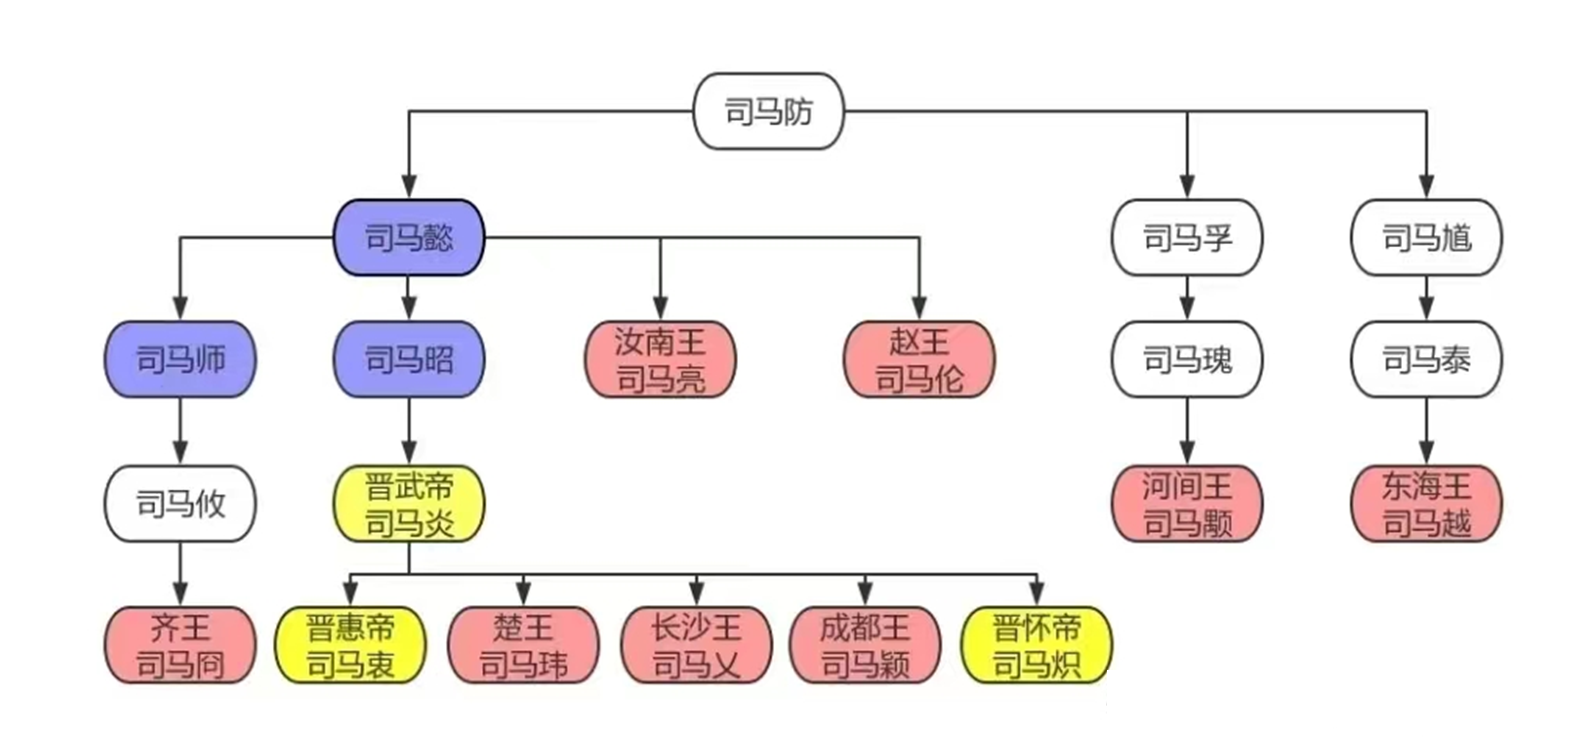 司马防
司马懿
司马孚
司马馗
司马师
司马昭
汝南王
司马亮
赵王
司马伦
司马瑰
司马泰
司马攸
晋武帝
司马炎
河间王
司马颙
东海王
司马越
齐王
司马冏
晋惠帝
司马衷
楚王
司马玮
长沙王
司马乂
成都王
司马颖
晋怀帝
司马炽